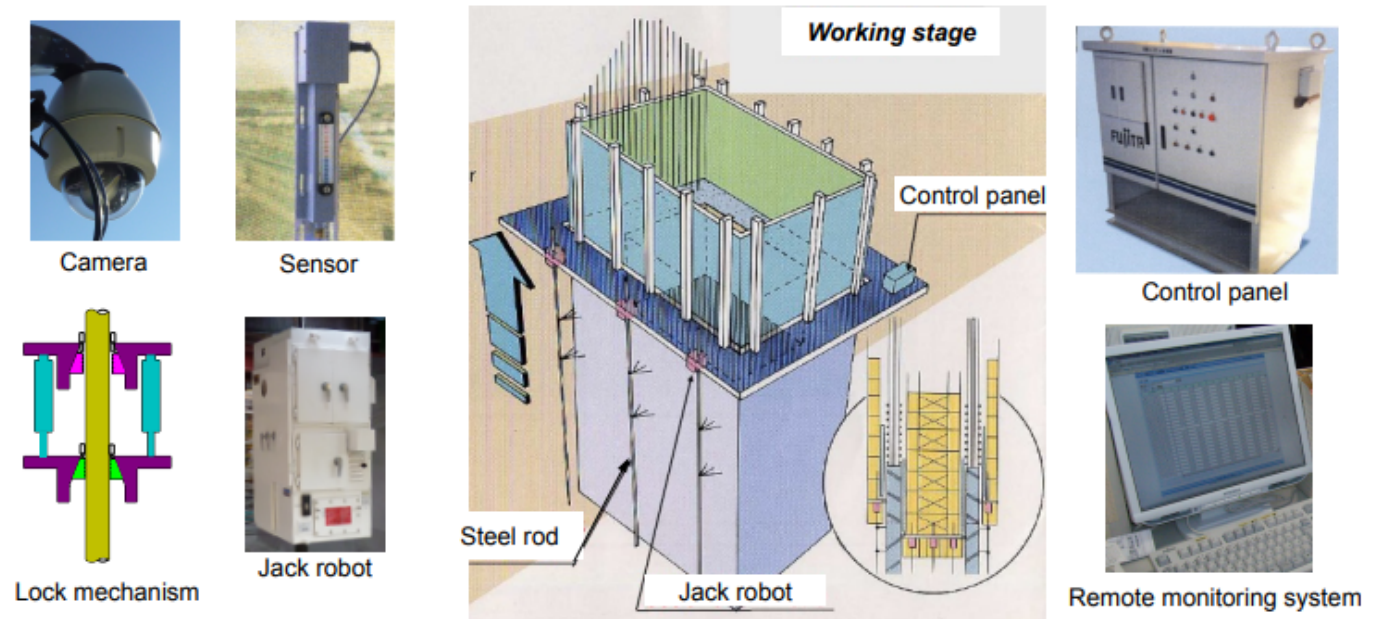 Working stage
Camera
Sensor
Control panel
FUJITA
Control panel
Lock mechanism
Jack robot
Steel rod
Jack robot
Remote monitoring system